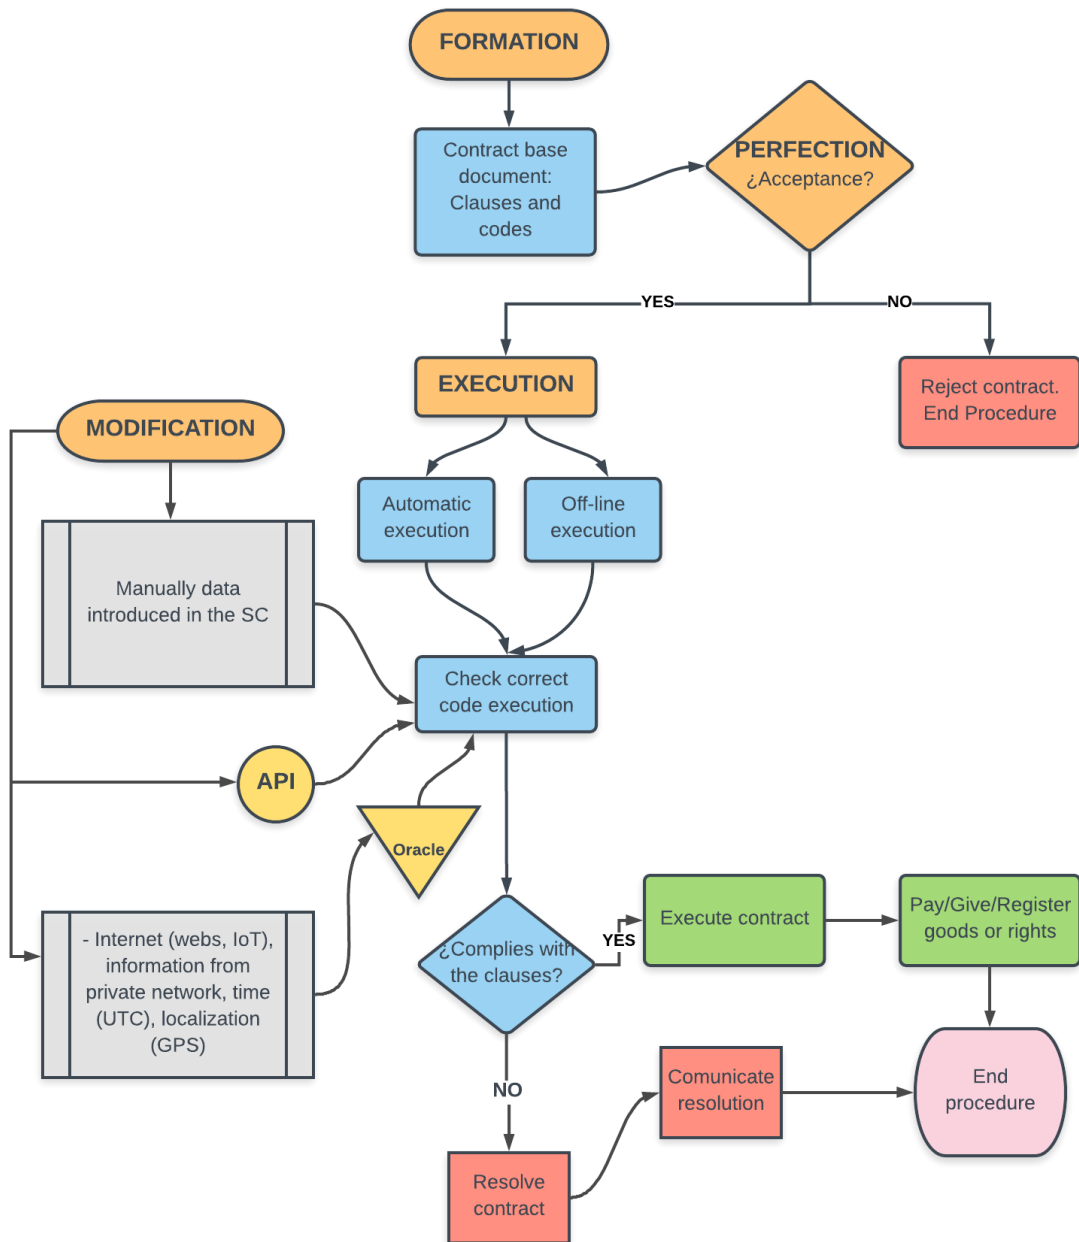 FORMATION
Contract base
document:
Clauses and
codes
PERFECTION
¿Acceptance?
YES
NO
EXECUTION
Reject contract.
End Procedure
MODIFICATION
Automatic
execution
Off-line
execution
Manually data
introduced in the SC
Check correct
code execution
API
Oracle
- Internet (webs, IoT),
information from
private network, time
(UTC), localization
(GPS)
¿Complies with
the clauses?
YES
Execute contract
Pay/Give/Register
goods or rights
NO
Comunicate
resolution
End
procedure
Resolve
contract